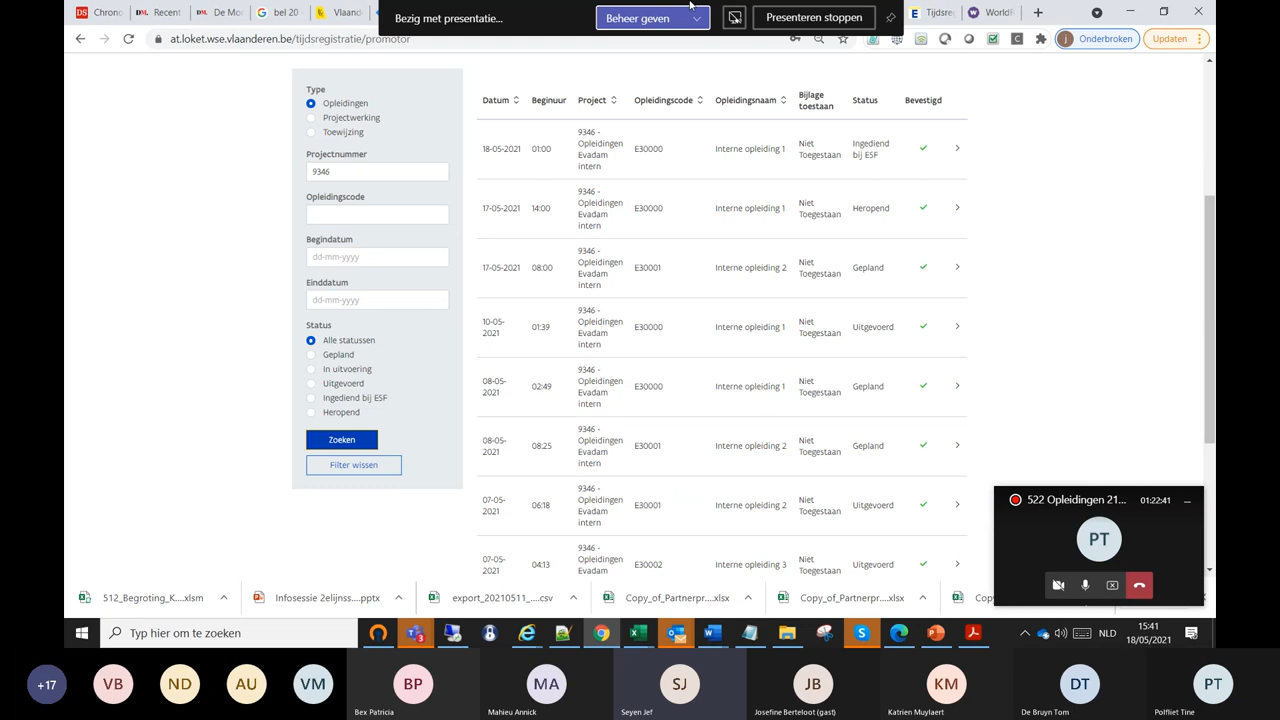 Chron
Recent
De Mo
bel 20 -
Vlaand
Bezig met presentatie...
Beheer geven
Presenteren stoppen
Tijdsre
WorldF
at.loket.wse.vlaanderen.be/tijdsregistratie/promotor
Onderbroken
Updaten
Type
Opleidingen
Projectwerking
Toewijzing
Projectnummer
9346
Opleidingscode
Begindatum
dd-mm-yyyy
Einddatum
dd-mm-yyyy
Status
Alle statussen
Gepland
In uitvoering
Uitgevoerd
Ingediend bij ESF
Heropend
Zoeken
Filter wissen
Datum Beginuur Project Opleidingscode Opleidingsnaam Bijlage toestaan Status Bevestigd
18-05-2021 01:00 9346 - Opleidingen Evadam intern E30000 Interne opleiding 1 Niet Toegestaan Ingediend bij ESF
17-05-2021 14:00 9346 - Opleidingen Evadam intern E30000 Interne opleiding 1 Niet Toegestaan Heropend
17-05-2021 08:00 9346 - Opleidingen Evadam intern E30001 Interne opleiding 2 Niet Toegestaan Gepland
10-05-2021 01:39 9346 - Opleidingen Evadam intern E30000 Interne opleiding 1 Niet Toegestaan Uitgevoerd
08-05-2021 02:49 9346 - Opleidingen Evadam intern E30000 Interne opleiding 1 Niet Toegestaan Gepland
08-05-2021 08:25 9346 - Opleidingen Evadam intern E30001 Interne opleiding 2 Niet Toegestaan Gepland
07-05-2021 06:18 9346 - Opleidingen Evadam intern E30001 Interne opleiding 2 Niet Toegestaan Uitgevoerd
07-05-2021 04:13 9346 - Opleidingen Evadam E30002 Interne opleiding 3 Niet Toegestaan Uitgevoerd
522 Opleidingen 21... 01:22:41
PT
512_Begroting_K....xlsm
Infosessie 2elijnss....pptx
export_20210511_....csv
Copy_of_Partnerpr....xlsx
Copy_of_Partnerpr....xlsx
Typ hier om te zoeken
NLD
15:41
18/05/2021
+17
VB
ND
AU
VM
BP
Bex Patricia
MA
Mahieu Annick
SJ
Seyen Jef
JB
Josefine Berteloot (gast)
KM
Katrien Muylaert
DT
De Bruyn Tom
PT
Polfliet Tine